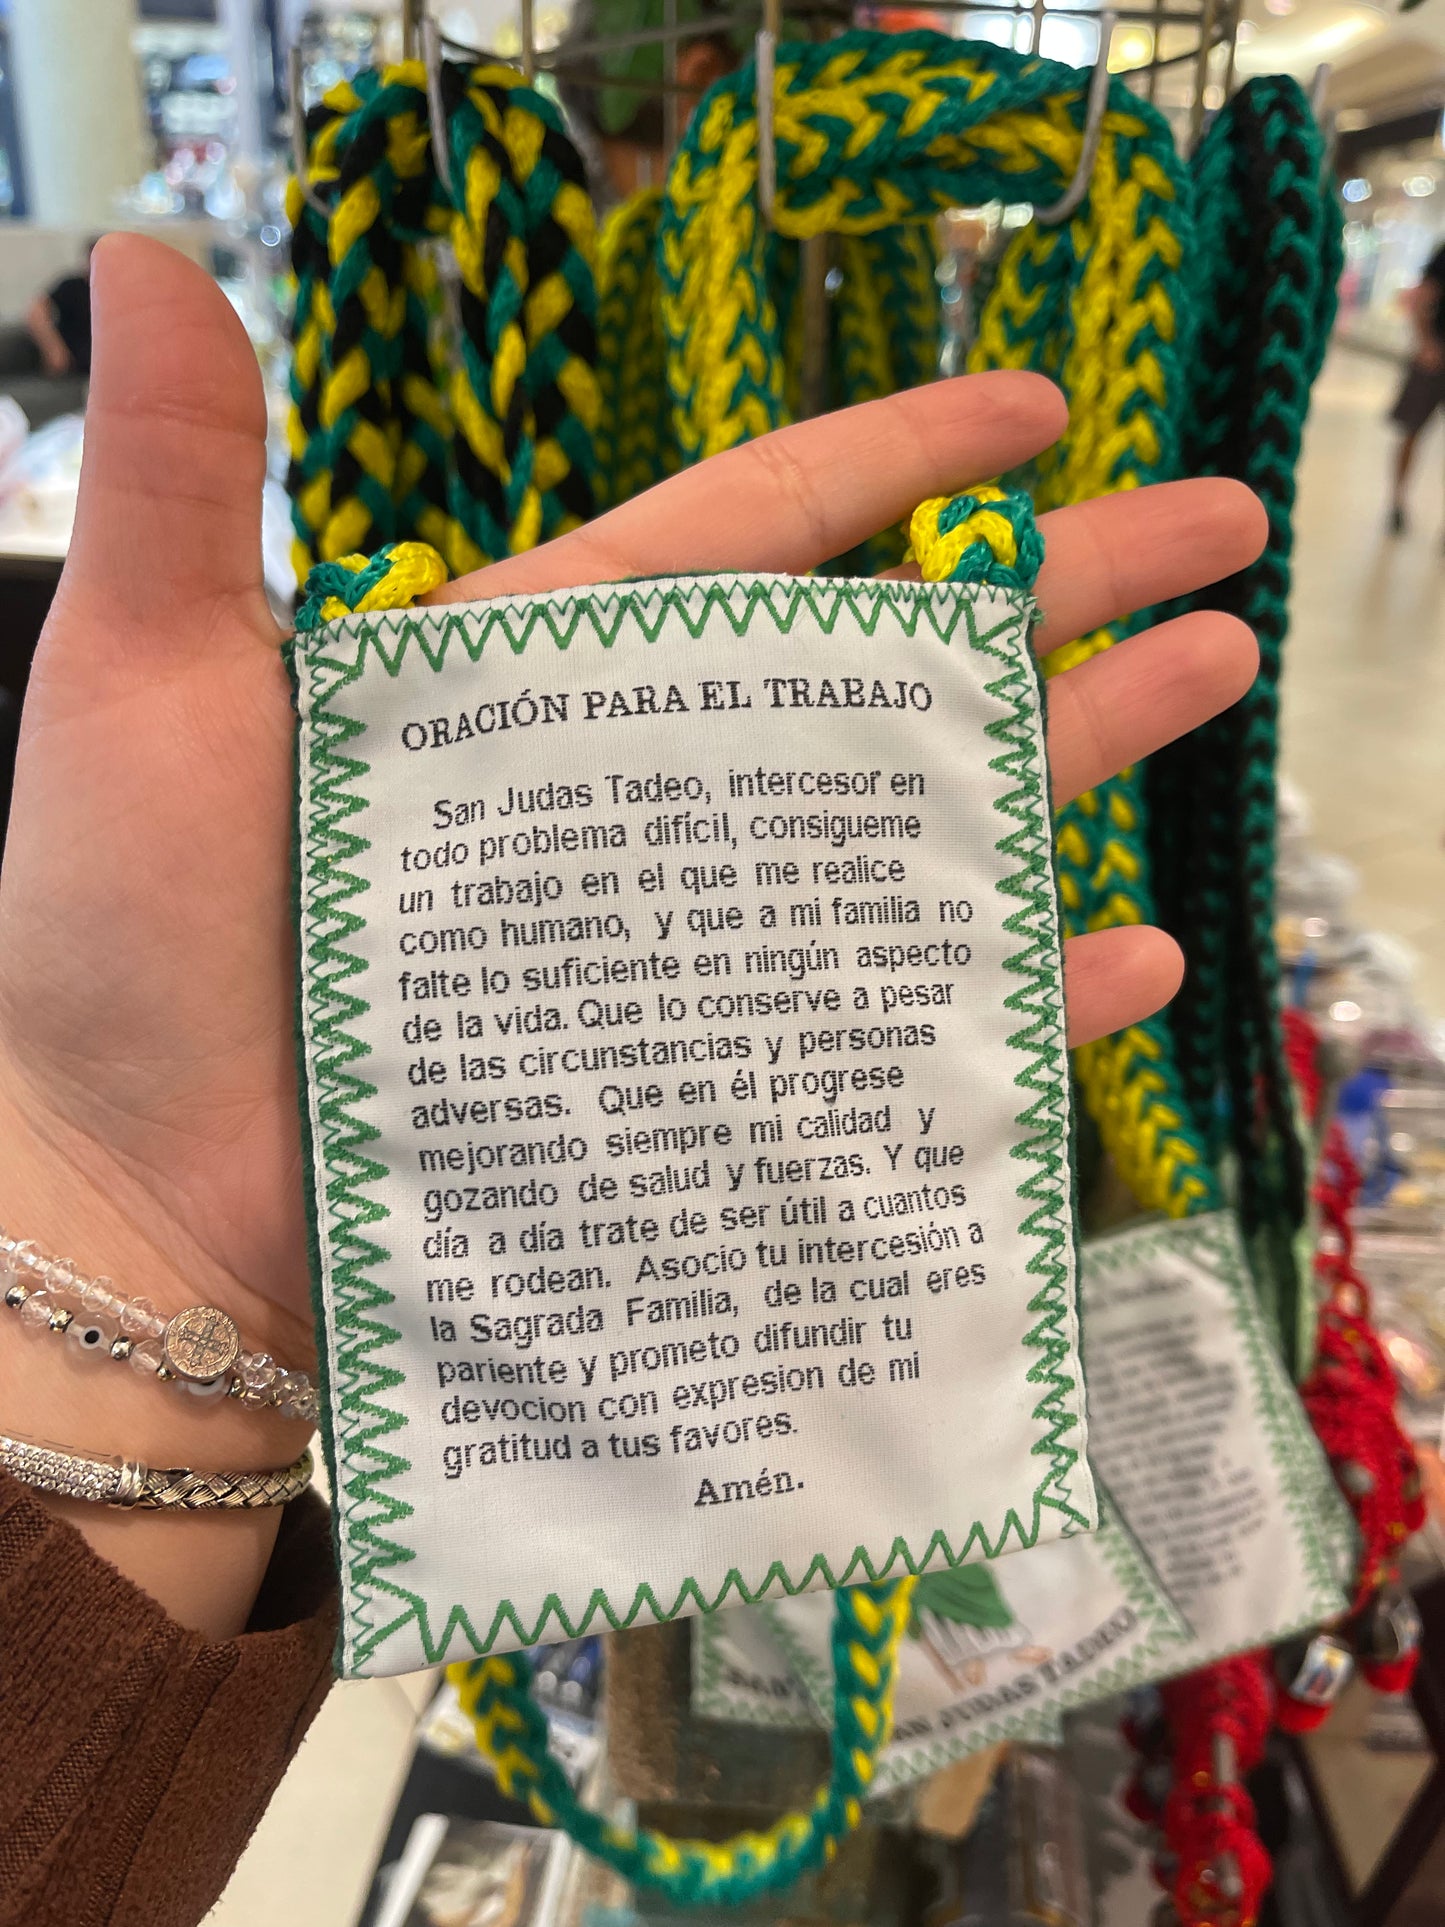 ORACIÓN PARA EL TRABAJO
San Judas Tadeo, intercesor en
todo problema difícil, consigueme
un trabajo en el que me realice
como humano, y que a mi familia no
falte lo suficiente en ningún aspecto
de la vida. Que lo conserve a pesar
de las circunstancias y personas
adversas. Que en él progrese
mejorando siempre mi calidad y
gozando de salud y fuerzas. Y que
día a día trate de ser útil a cuantos
me rodean. Asocio tu intercesión a
la Sagrada Familia, de la cual eres
pariente y prometo difundir tu
devocion con expresion de mi
gratitud a tus favores.
Amén.
AN JUDAS TADEO